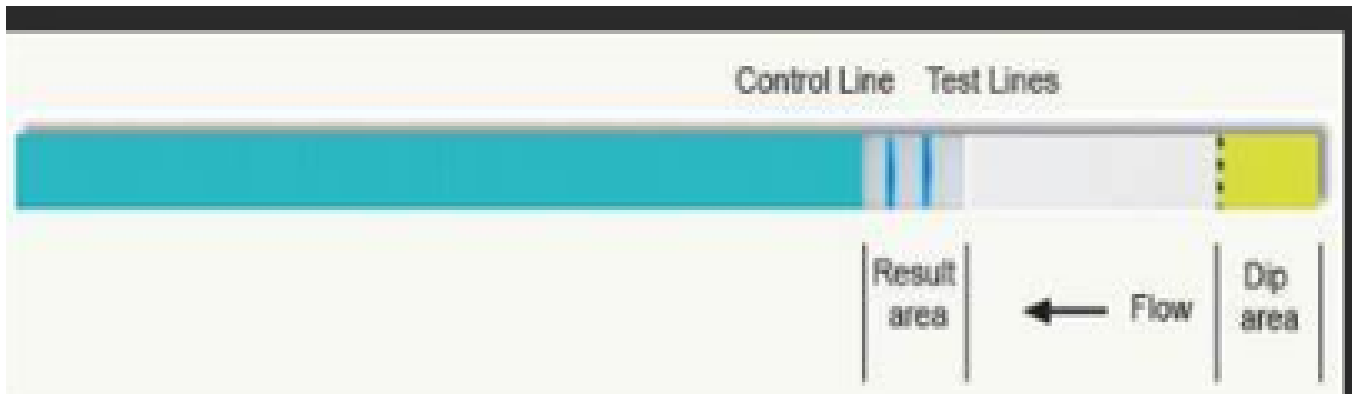 Control Line Test Lines
Result
area
Flow
Dip
area